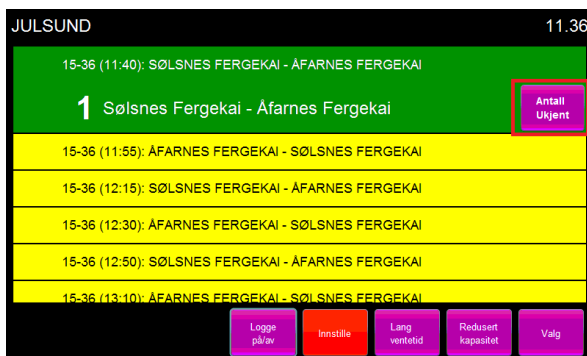 JULSUND 11.36
15-36 (11:40): SØLSNES FERGEKAI - ÅFARNES FERGEKAI
1 Sølsnes Fergekai - Åfarnes Fergekai
Antall
Ukjent
15-36 (11:55): ÅFARNES FERGEKAI - SØLSNES FERGEKAI
15-36 (12:15): SØLSNES FERGEKAI - ÅFARNES FERGEKAI
15-36 (12:30): ÅFARNES FERGEKAI - SØLSNES FERGEKAI
15-36 (12:50): SØLSNES FERGEKAI - ÅFARNES FERGEKAI
15-36 (13:10): ÅFARNES FERGEKAI - SØLSNES FERGEKAI
Logge
på/av
Innstille
Lang
ventetid
Redusert
kapasitet
Valg